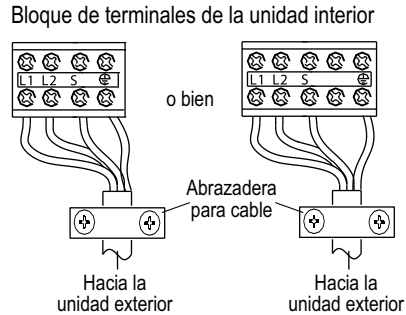 Bloque de terminales de la unidad interior
L1 L2 S
o bien
L1 L2 S
Abrazadera
para cable
Hacia la
unidad exterior
Hacia la
unidad exterior